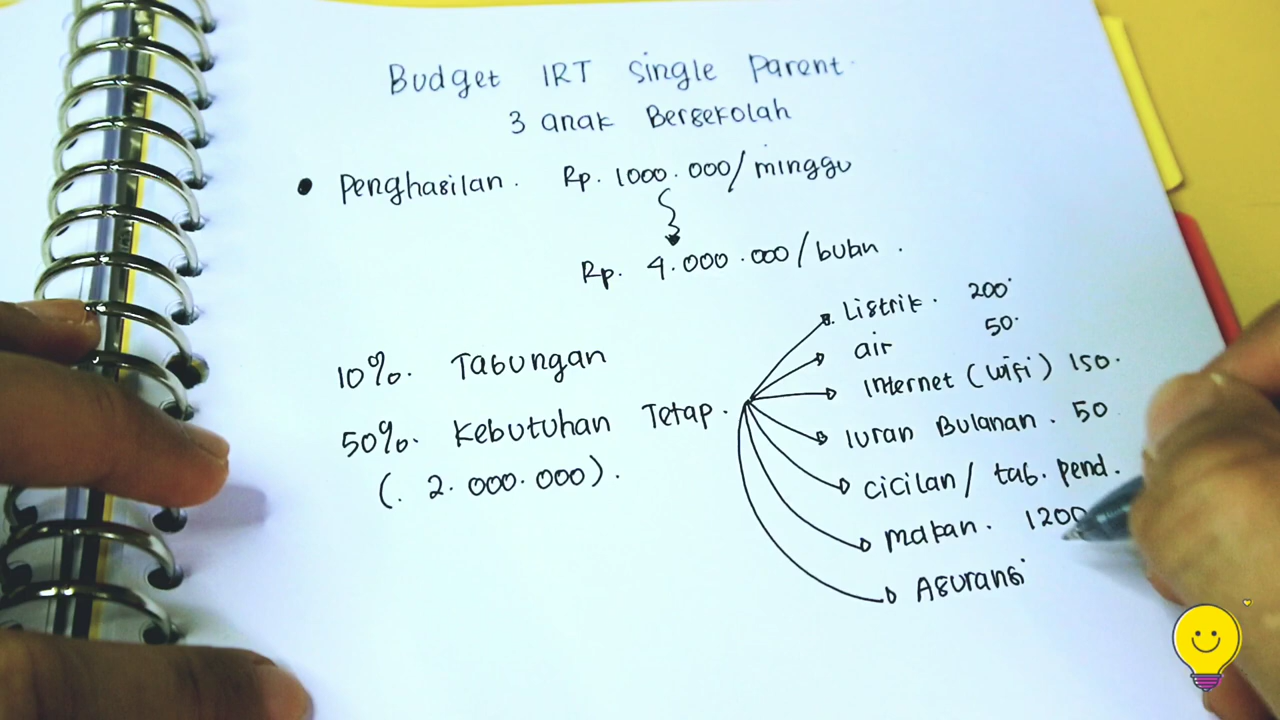 Budget IRT Single Parent
3 anak Bersekolah
• Penghasilan. Rp. 1000.000/minggu
Rp. 4.000.000/bulan.
10%. Tabungan
50%. Kebutuhan Tetap.
(. 2.000.000).
Listrik. 200
air 50
Internet (wifi) 150.
Iuran Bulanan. 50
cicilan/ tab. pend.
makan. 1200
Asuransi